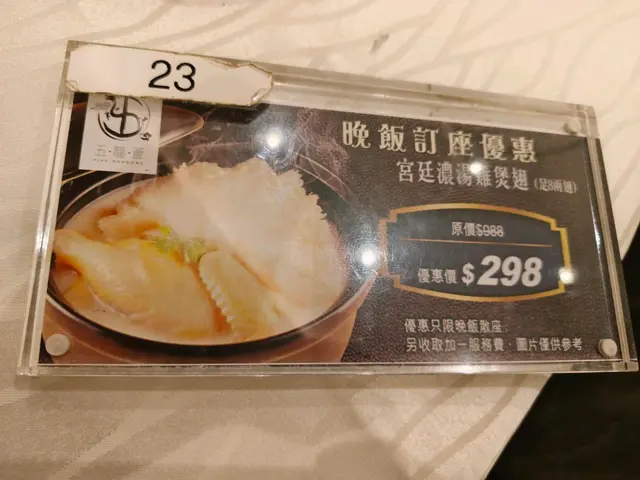 23
五·龍·薈
晚飯訂座優惠
宮廷濃湯雞煲翅(足8両翅)
原價$988
優惠價$298
優惠只限晚飯散座
另收取加一服務費,圖片僅供參考